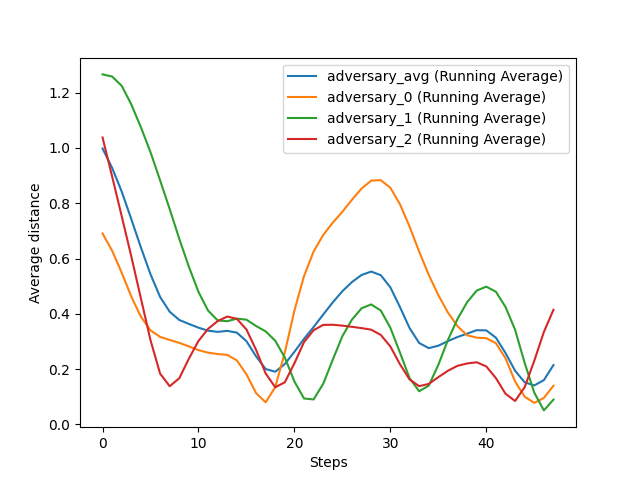 adversary_avg (Running Average)
adversary_0 (Running Average)
adversary_1 (Running Average)
adversary_2 (Running Average)
1.2
1.0
0.8
0.6
0.4
0.2
0.0
Average distance
0 10 20 30 40
Steps